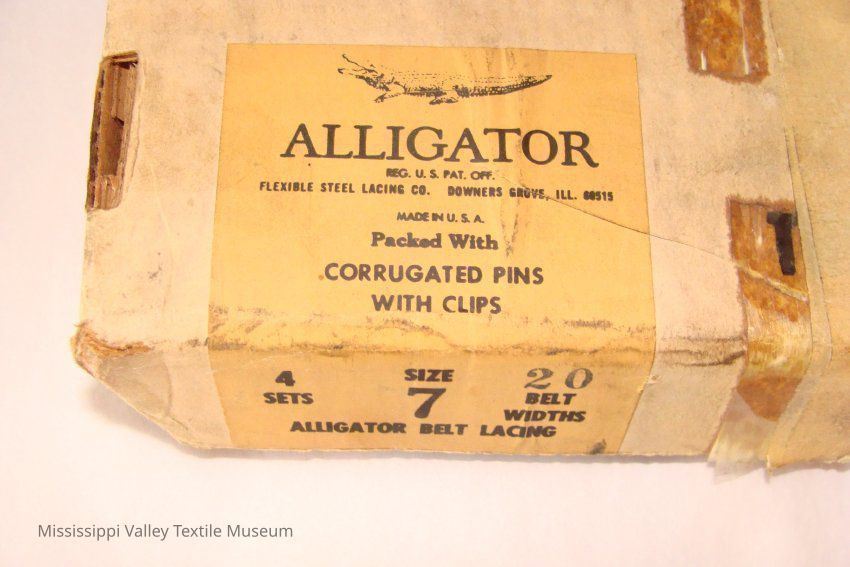 ALLIGATOR
REG. U. S. PAT. OFF.
FLEXIBLE STEEL LACING CO. DOWNERS GROVE, ILL. 60515
MADE IN U. S. A.
Packed With
CORRUGATED PINS
WITH CLIPS
4 SETS
SIZE 7
20 BELT WIDTHS
ALLIGATOR BELT LACING
1
Mississippi Valley Textile Museum